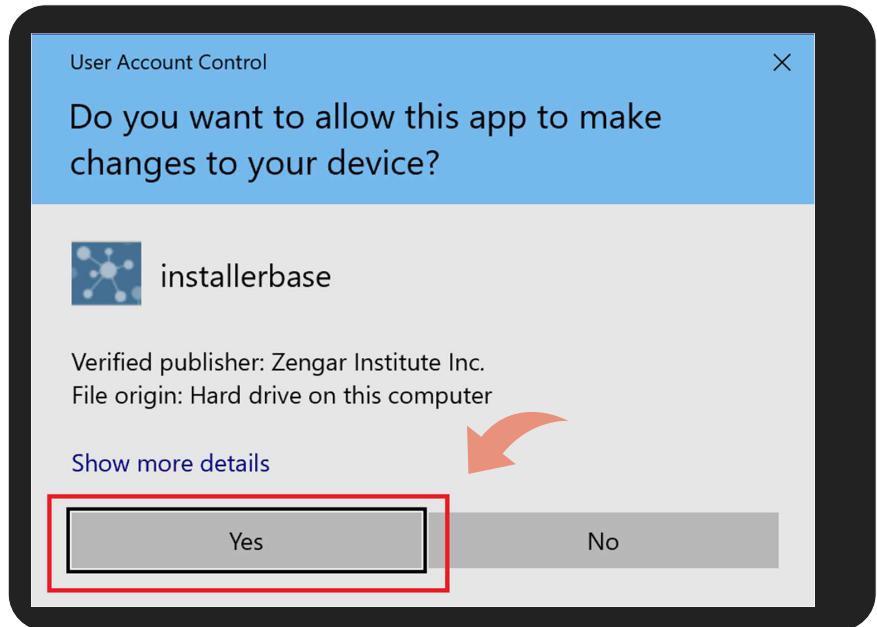 User Account Control
Do you want to allow this app to make
changes to your device?
installerbase
Verified publisher: Zengar Institute Inc.
File origin: Hard drive on this computer
Show more details
Yes
No